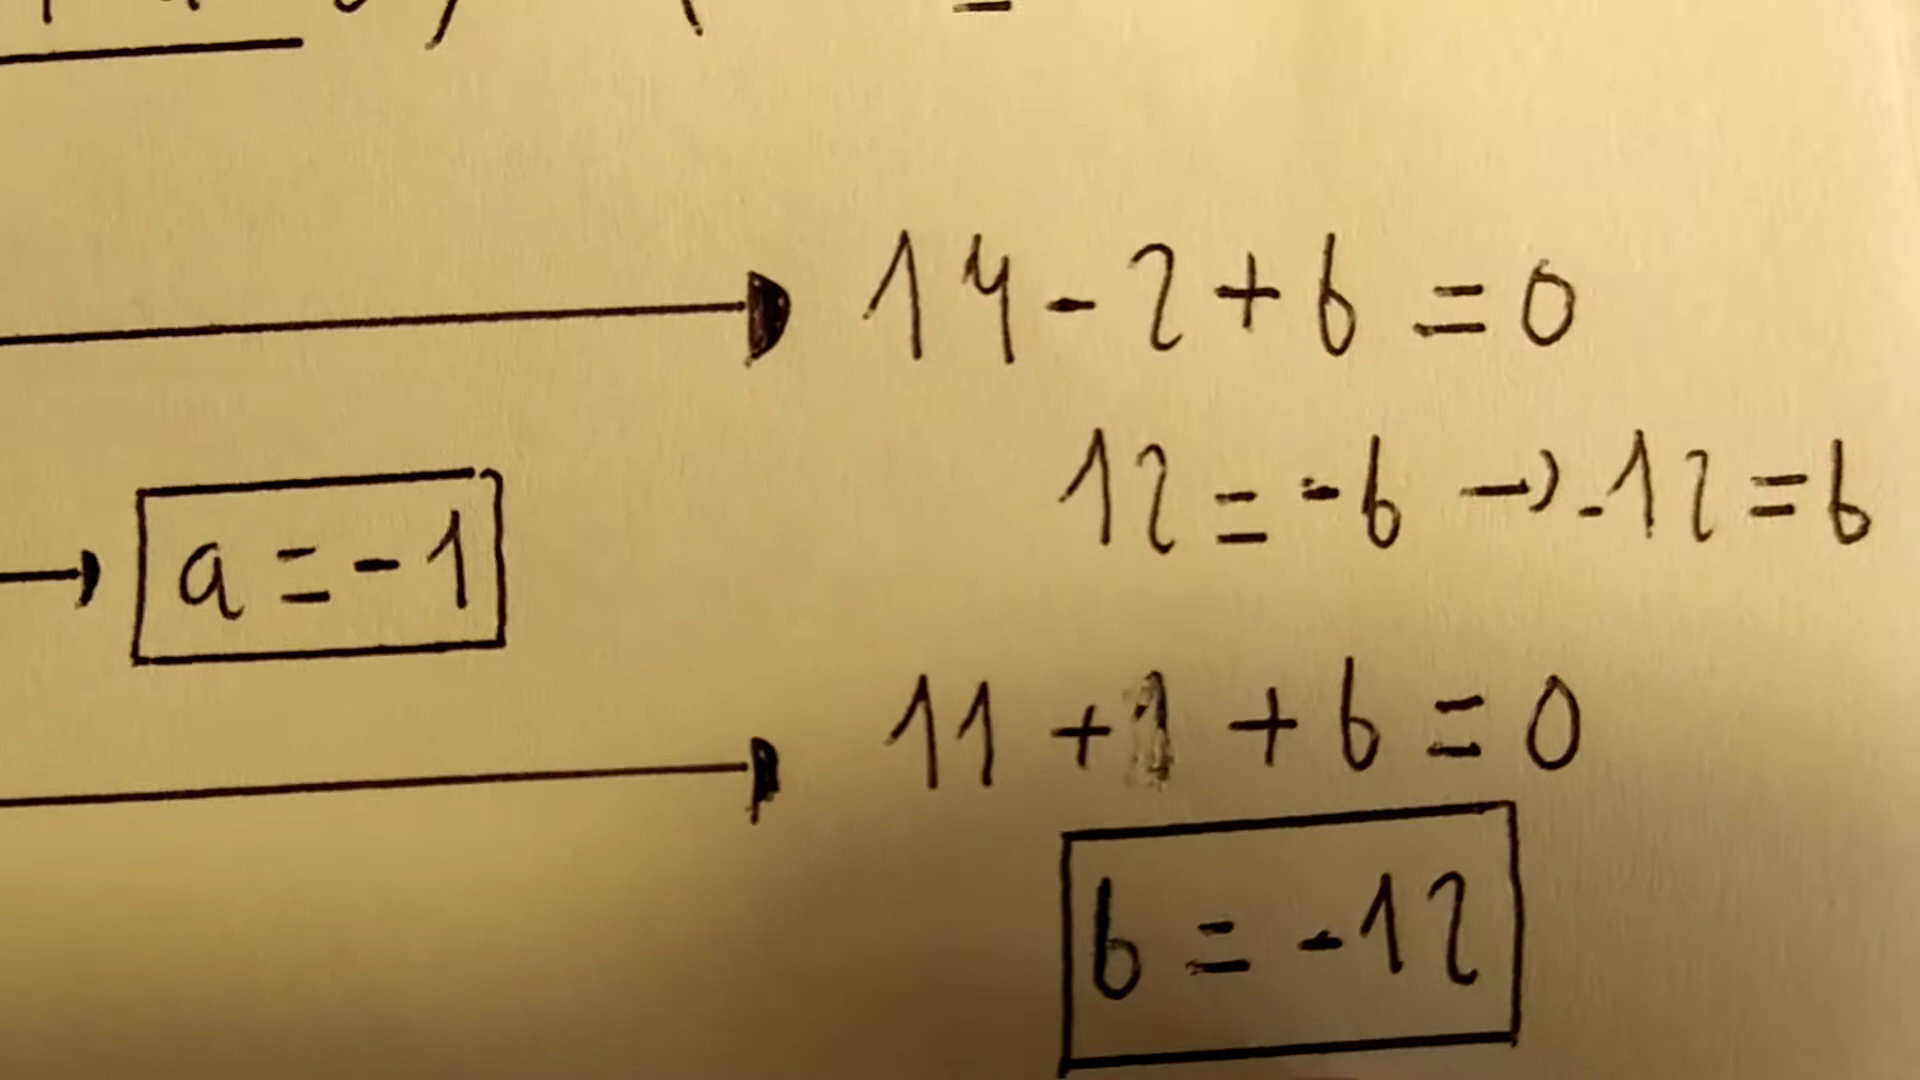 14 - 2 + b = 0
12 = - b → -12 = b
a = - 1
11 + 1 + b = 0
b = - 12